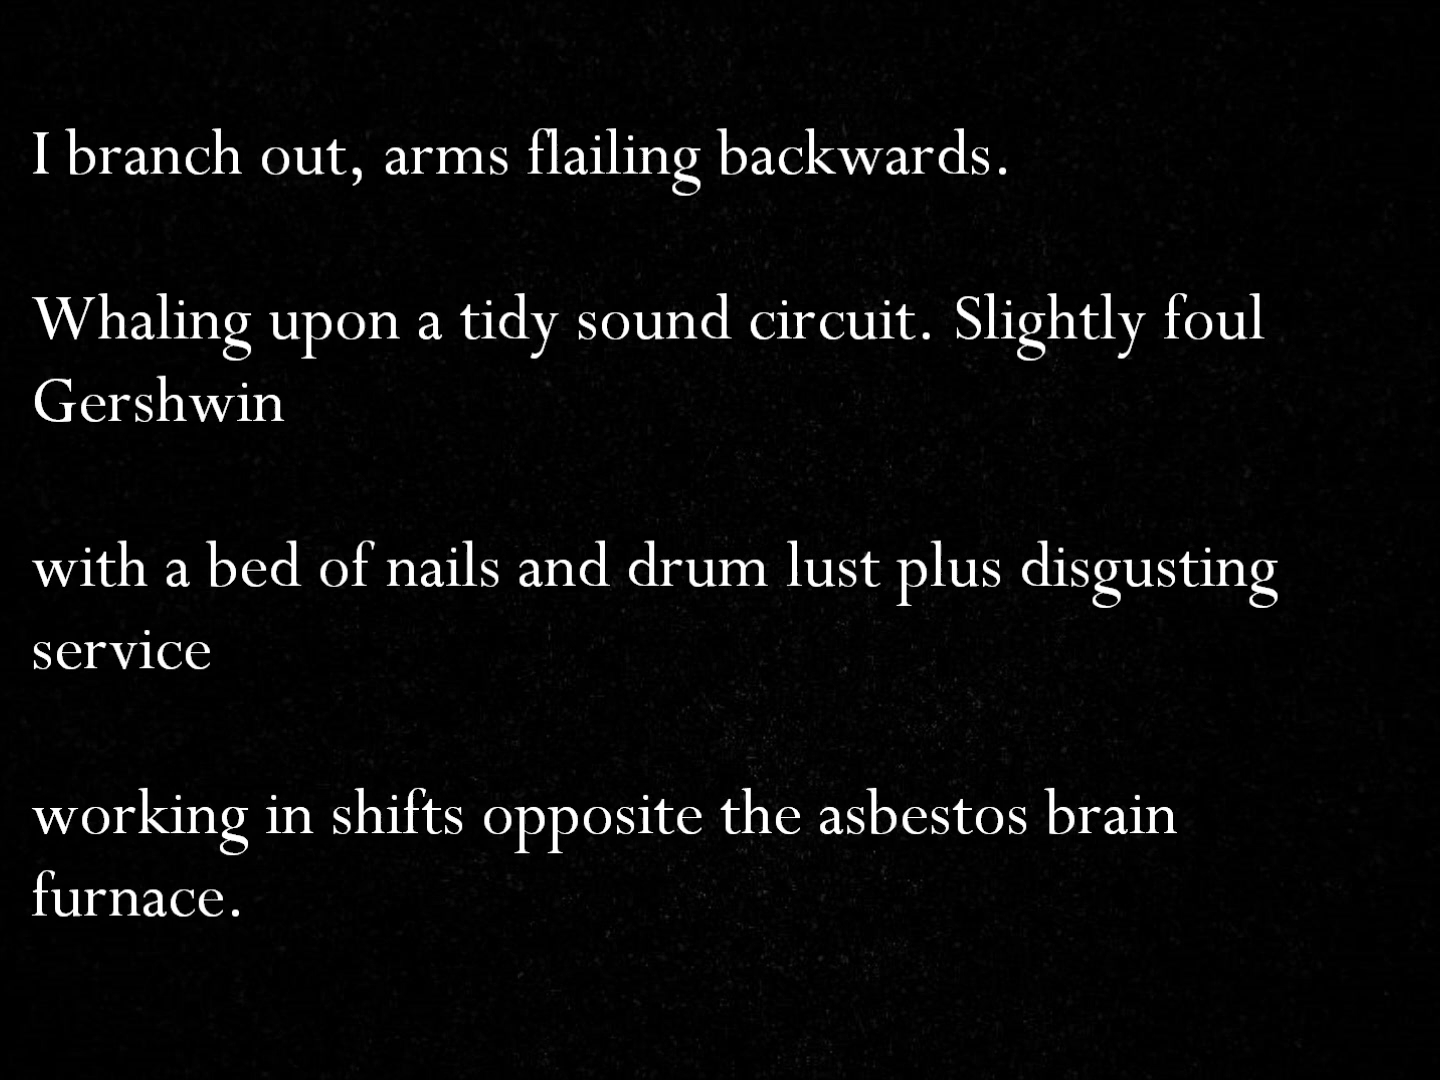 I branch out, arms flailing backwards.
Whaling upon a tidy sound circuit. Slightly foul
Gershwin
with a bed of nails and drum lust plus disgusting
service
working in shifts opposite the asbestos brain
furnace.